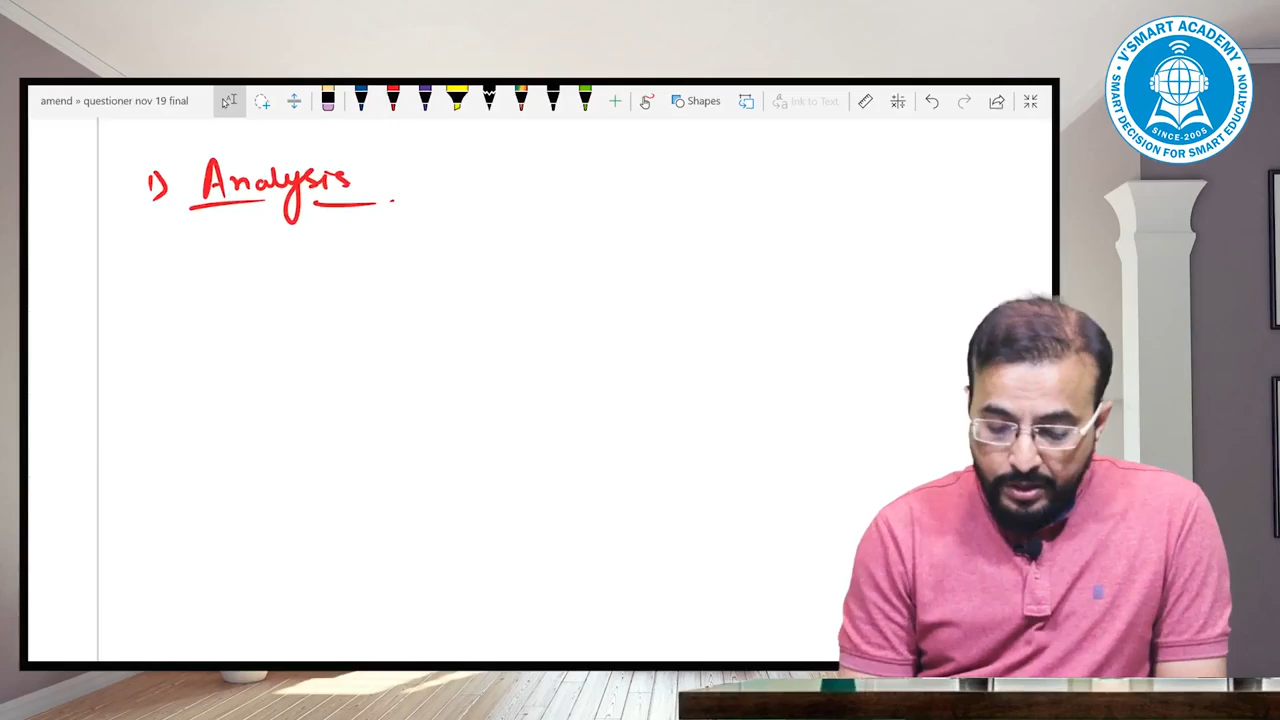 V'SMART ACADEMY
SMART DECISION FOR SMART EDUCATION
SINCE-2005
amend » questioner nov 19 final
Shapes
Ink to Text
1) Analysis